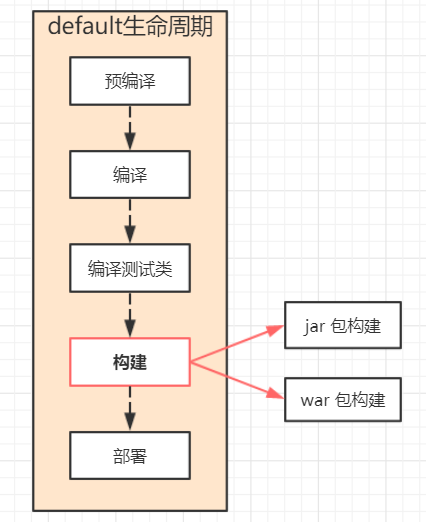 default生命周期
预编译
编译
编译测试类
构建
jar 包构建
war 包构建
部署